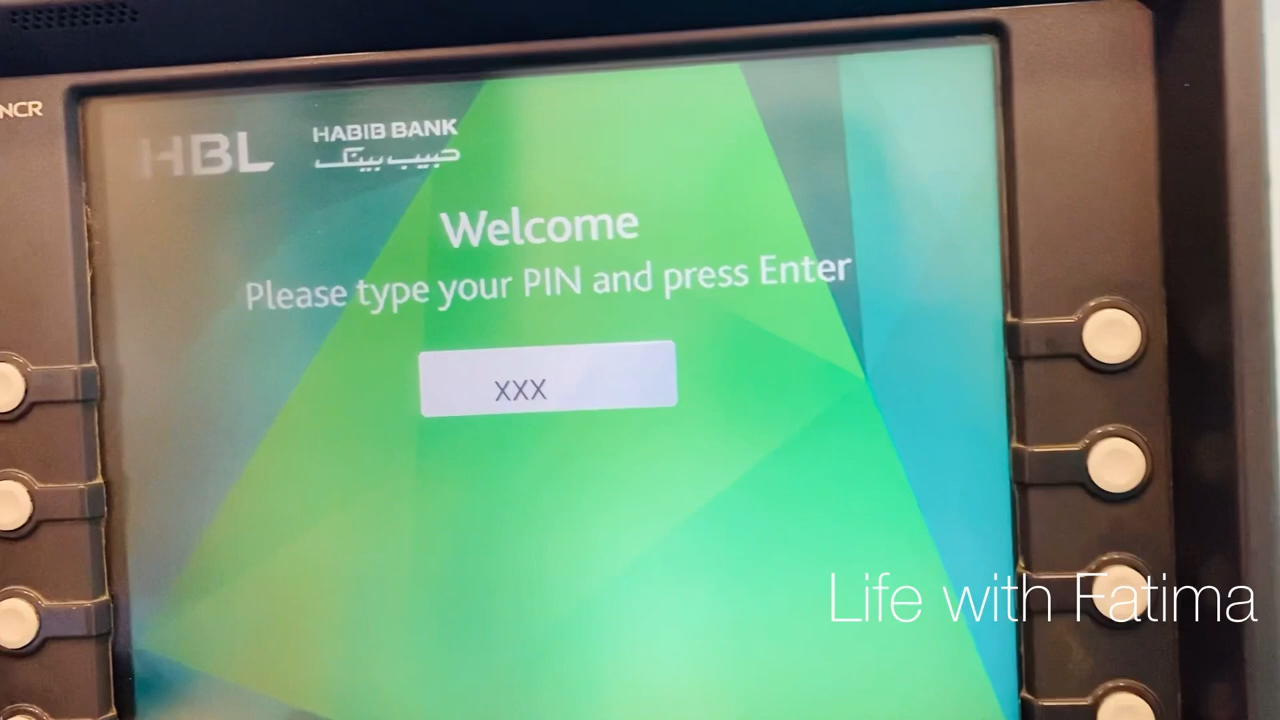 NCR
HBL
HABIB BANK
حبیب بینک
Welcome
Please type your PIN and press Enter
XXX
Life with Fatima